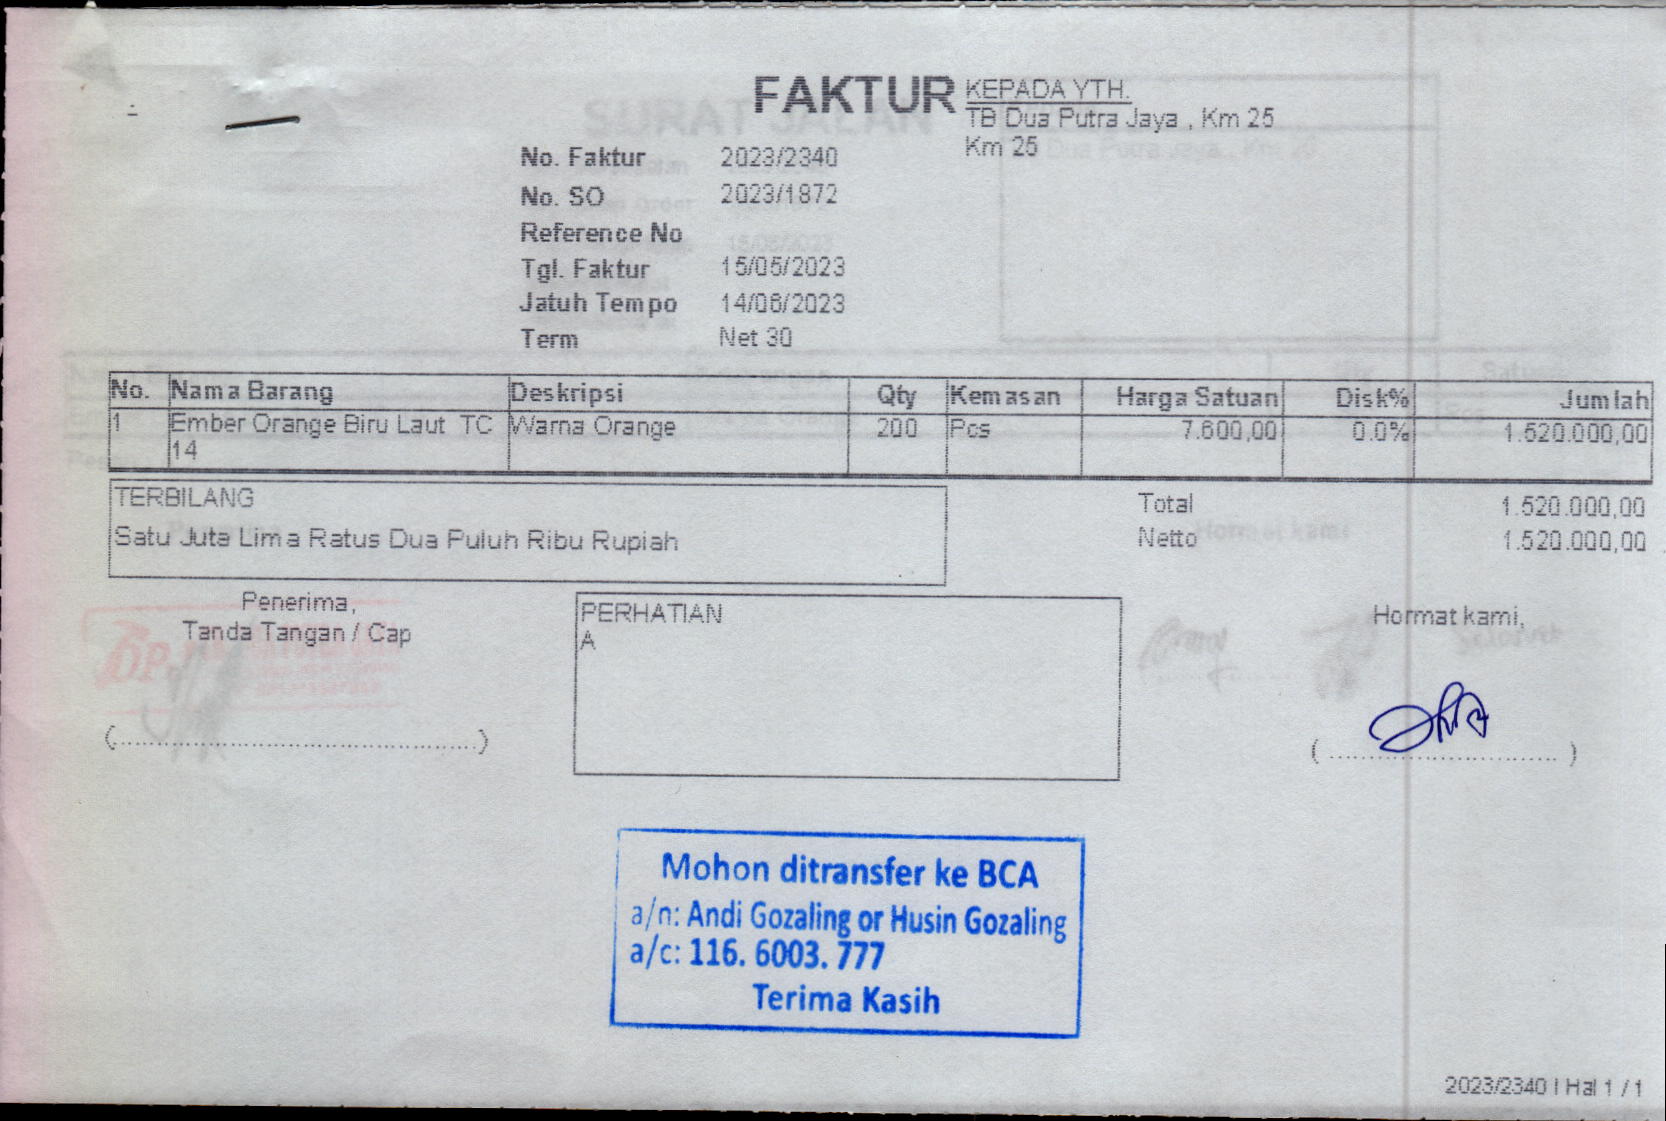 FAKTUR
KEPADA YTH.
TB Dua Putra Jaya , Km 25
Km 25
No. Faktur 2023/2340
No. SO 2023/1872
Reference No
Tgl. Faktur 15/05/2023
Jatuh Tempo 14/06/2023
Term Net 30
No. Nama Barang Deskripsi Qty Kemasan Harga Satuan Disk% Jumlah
1 Ember Orange Biru Laut TC Warna Orange 200 Pcs 7.600,00 0.0% 1.520.000,00
14
TERBILANG
Satu Juta Lima Ratus Dua Puluh Ribu Rupiah
Total 1.520.000,00
Netto 1.520.000,00
Penerima,
Tanda Tangan / Cap
PERHATIAN
A
Hormat kami,
Mohon ditransfer ke BCA
a/n: Andi Gozaling or Husin Gozaling
a/c: 116. 6003. 777
Terima Kasih
2023/2340 | Hal 1 / 1